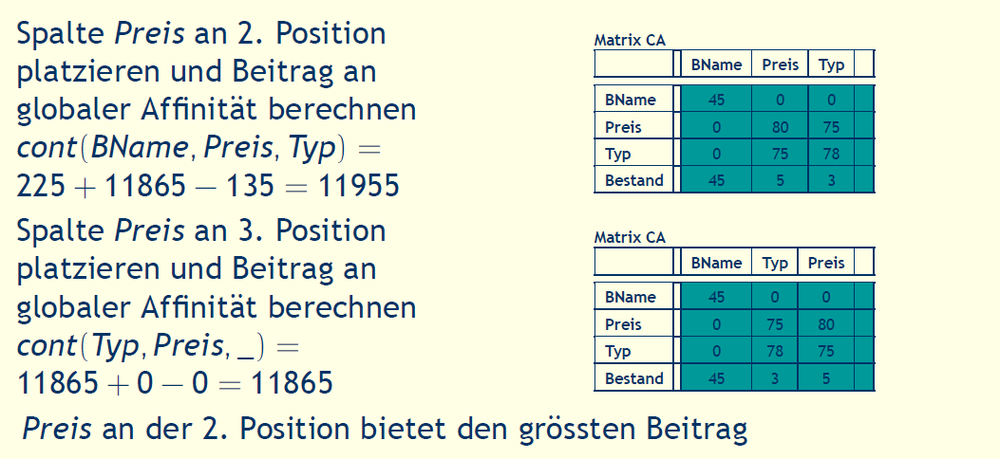 Spalte Preis an 2. Position
platzieren und Beitrag an
globaler Affinität berechnen
cont(BName, Preis, Typ) =
225 + 11865 − 135 = 11955
Matrix CA
BName Preis Typ
BName 45 0 0
Preis 0 80 75
Typ 0 75 78
Bestand 45 5 3
Spalte Preis an 3. Position
platzieren und Beitrag an
globaler Affinität berechnen
cont(Typ, Preis, _) =
11865 + 0 − 0 = 11865
Matrix CA
BName Typ Preis
BName 45 0 0
Preis 0 75 80
Typ 0 78 75
Bestand 45 3 5
Preis an der 2. Position bietet den grössten Beitrag